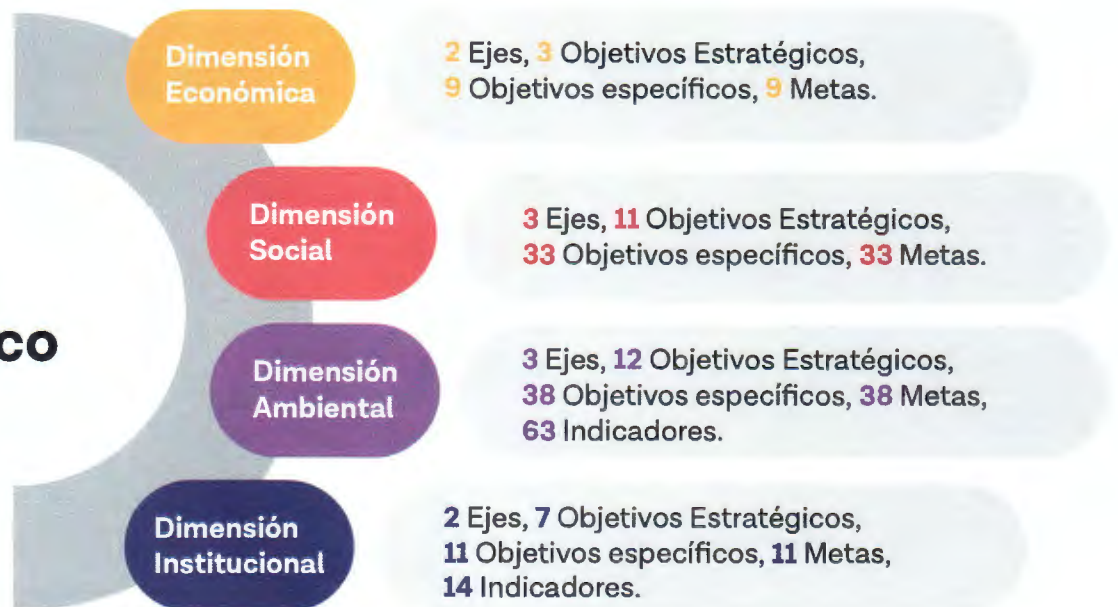 Dimensión
Económica
2 Ejes, 3 Objetivos Estratégicos,
9 Objetivos específicos, 9 Metas.
Dimensión
Social
3 Ejes, 11 Objetivos Estratégicos,
33 Objetivos específicos, 33 Metas.
co
Dimensión
Ambiental
3 Ejes, 12 Objetivos Estratégicos,
38 Objetivos específicos, 38 Metas,
63 Indicadores.
Dimensión
Institucional
2 Ejes, 7 Objetivos Estratégicos,
11 Objetivos específicos, 11 Metas,
14 Indicadores.